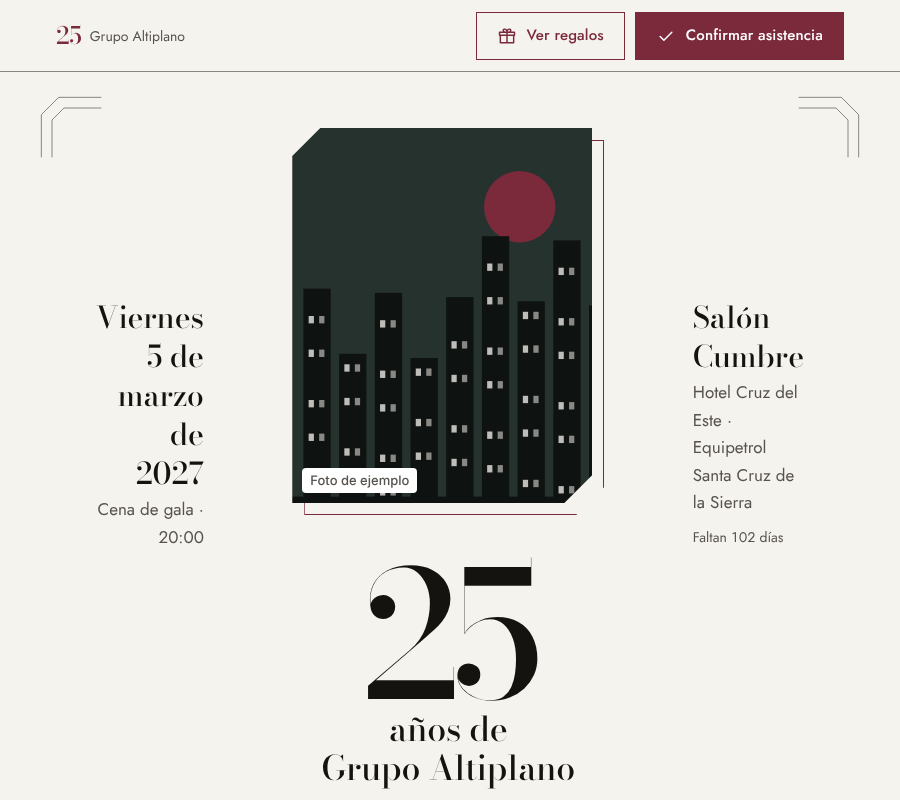 25 Grupo Altiplano
Ver regalos
Confirmar asistencia
Viernes
5 de
marzo
de
2027
Cena de gala ·
20:00
Foto de ejemplo
Salón
Cumbre
Hotel Cruz del
Este ·
Equipetrol
Santa Cruz de
la Sierra
Faltan 102 días
25
años de
Grupo Altiplano